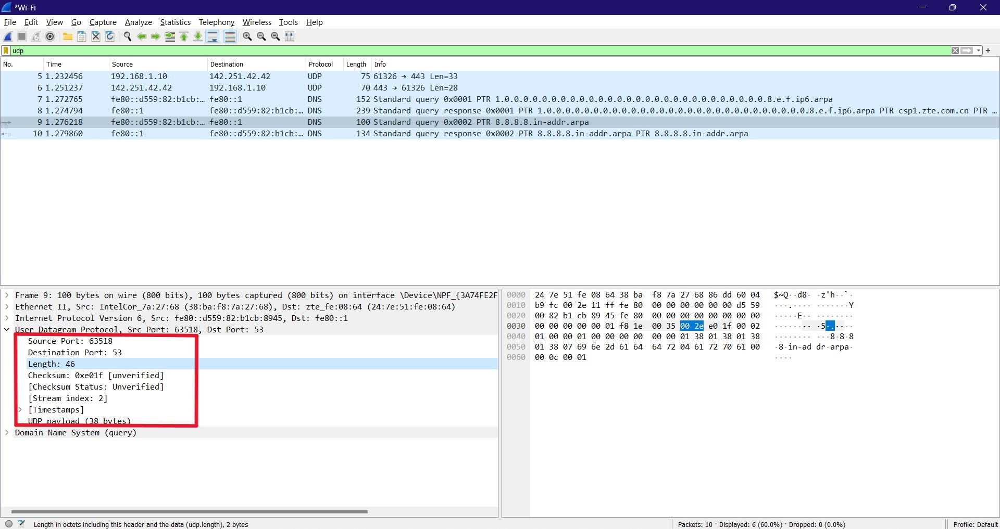 *Wi-Fi
File Edit View Go Capture Analyze Statistics Telephony Wireless Tools Help
udp
No. Time Source Destination Protocol Length Info
5 1.232456 192.168.1.10 142.251.42.42 UDP 75 61326 → 443 Len=33
6 1.251237 142.251.42.42 192.168.1.10 UDP 70 443 → 61326 Len=28
7 1.272765 fe80::d559:82:b1cb:… fe80::1 DNS 152 Standard query 0x0001 PTR 1.0.0.0.0.0.0.0.0.0.0.0.0.0.0.0.0.0.0.0.0.0.0.0.0.0.0.0.0.8.e.f.ip6.arpa
8 1.274794 fe80::1 fe80::d559:82:b1cb:… DNS 239 Standard query response 0x0001 PTR 1.0.0.0.0.0.0.0.0.0.0.0.0.0.0.0.0.0.0.0.0.0.0.0.0.0.0.0.0.8.e.f.ip6.arpa PTR csp1.zte.com.cn PTR …
9 1.276218 fe80::d559:82:b1cb:… fe80::1 DNS 100 Standard query 0x0002 PTR 8.8.8.8.in-addr.arpa
10 1.279860 fe80::1 fe80::d559:82:b1cb:… DNS 134 Standard query response 0x0002 PTR 8.8.8.8.in-addr.arpa PTR 8.8.8.8.in-addr.arpa
Frame 9: 100 bytes on wire (800 bits), 100 bytes captured (800 bits) on interface \Device\NPF_{3A74FE2F
Ethernet II, Src: IntelCor_7a:27:68 (38:ba:f8:7a:27:68), Dst: zte_fe:08:64 (24:7e:51:fe:08:64)
Internet Protocol Version 6, Src: fe80::d559:82:b1cb:8945, Dst: fe80::1
User Datagram Protocol, Src Port: 63518, Dst Port: 53
Source Port: 63518
Destination Port: 53
Length: 46
Checksum: 0xe01f [unverified]
[Checksum Status: Unverified]
[Stream index: 2]
[Timestamps]
UDP payload (38 bytes)
Domain Name System (query)
0000 24 7e 51 fe 08 64 38 ba f8 7a 27 68 86 dd 60 04 $~Q··d8· ·z'h··`·
0010 b9 fc 00 2e 11 ff fe 80 00 00 00 00 00 00 d5 59 ···.···· ·······Y
0020 00 82 b1 cb 89 45 fe 80 00 00 00 00 00 00 00 00 ·····E·· ········
0030 00 00 00 00 00 01 f8 1e 00 35 00 2e e0 1f 00 02 ········ ·5·.····
0040 01 00 00 01 00 00 00 00 00 00 01 38 01 38 01 38 ········ ···8·8·8
0050 01 38 07 69 6e 2d 61 64 64 72 04 61 72 70 61 00 ·8·in-ad dr·arpa·
0060 00 0c 00 01 ····
Length in octets including this header and the data (udp.length), 2 bytes
Packets: 10 · Displayed: 6 (60.0%) · Dropped: 0 (0.0%)
Profile: Default